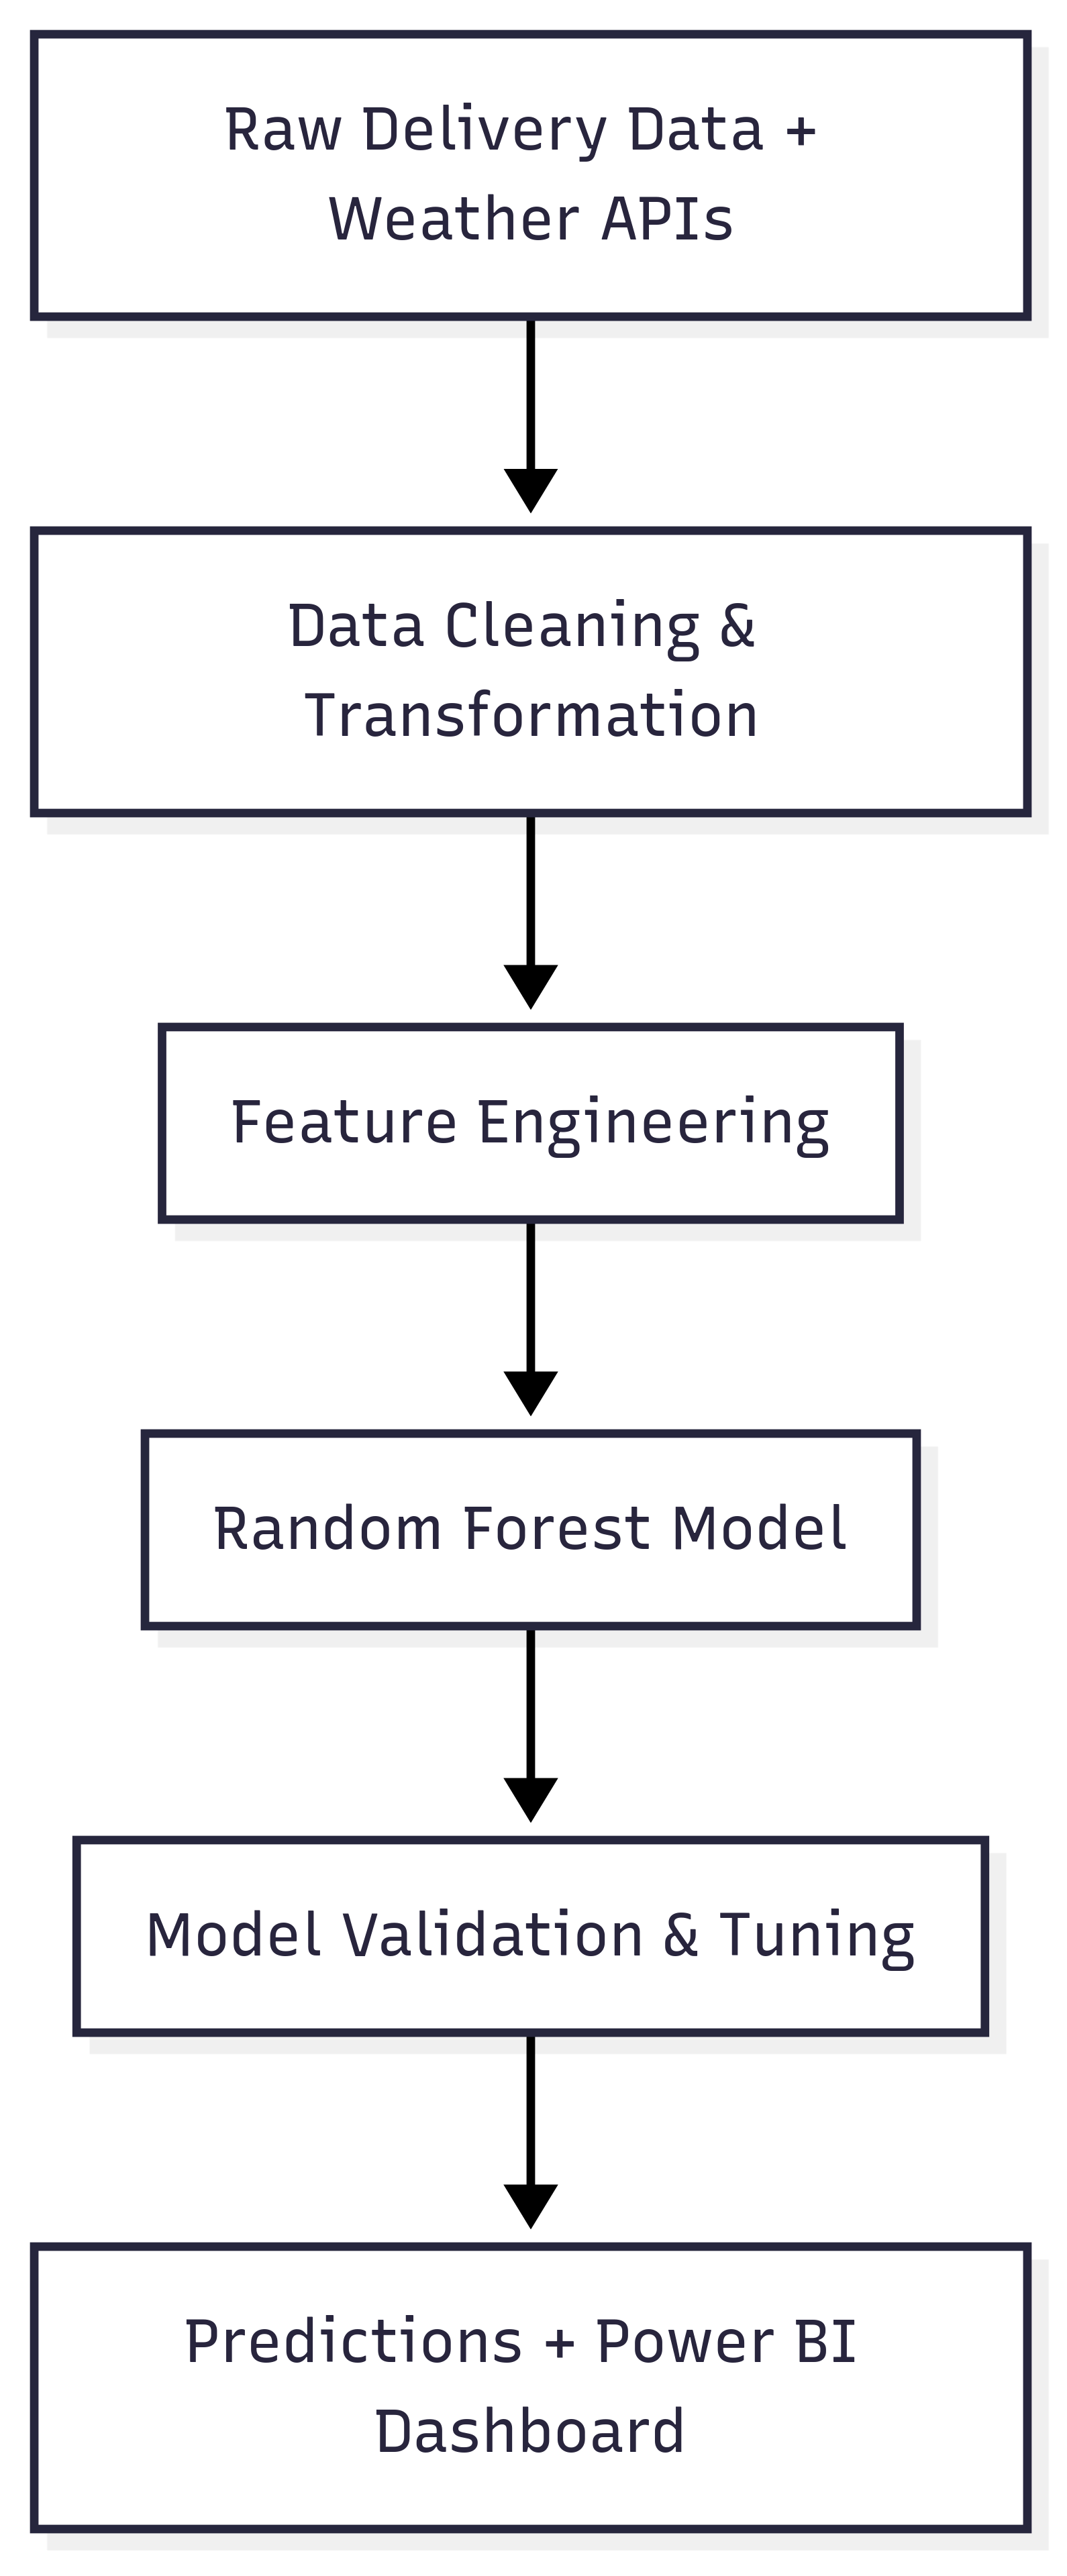 Raw Delivery Data +
Weather APIs
Data Cleaning &
Transformation
Feature Engineering
Random Forest Model
Model Validation & Tuning
Predictions + Power BI
Dashboard